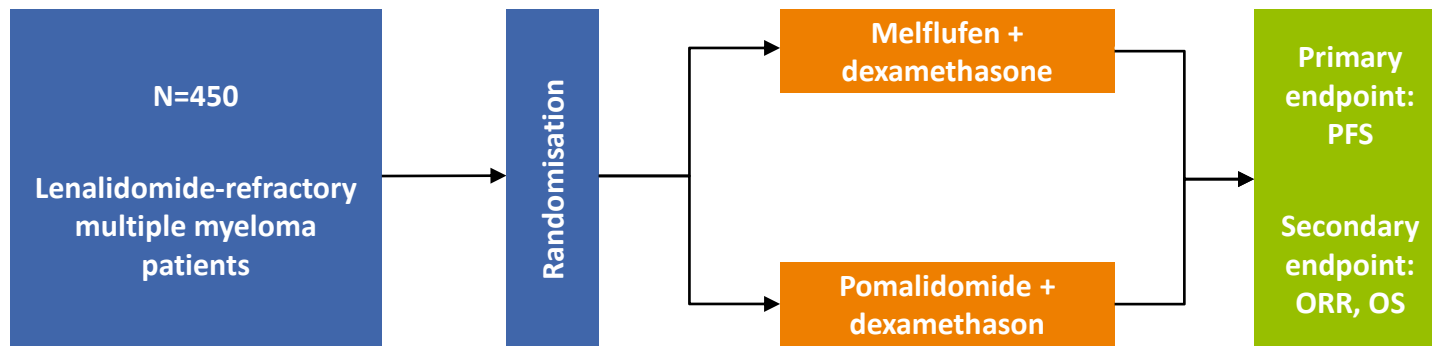 N=450
Lenalidomide-refractory
multiple myeloma
patients
Randomisation
Melflufen +
dexamethasone
Pomalidomide +
dexamethason
Primary
endpoint:
PFS
Secondary
endpoint:
ORR, OS